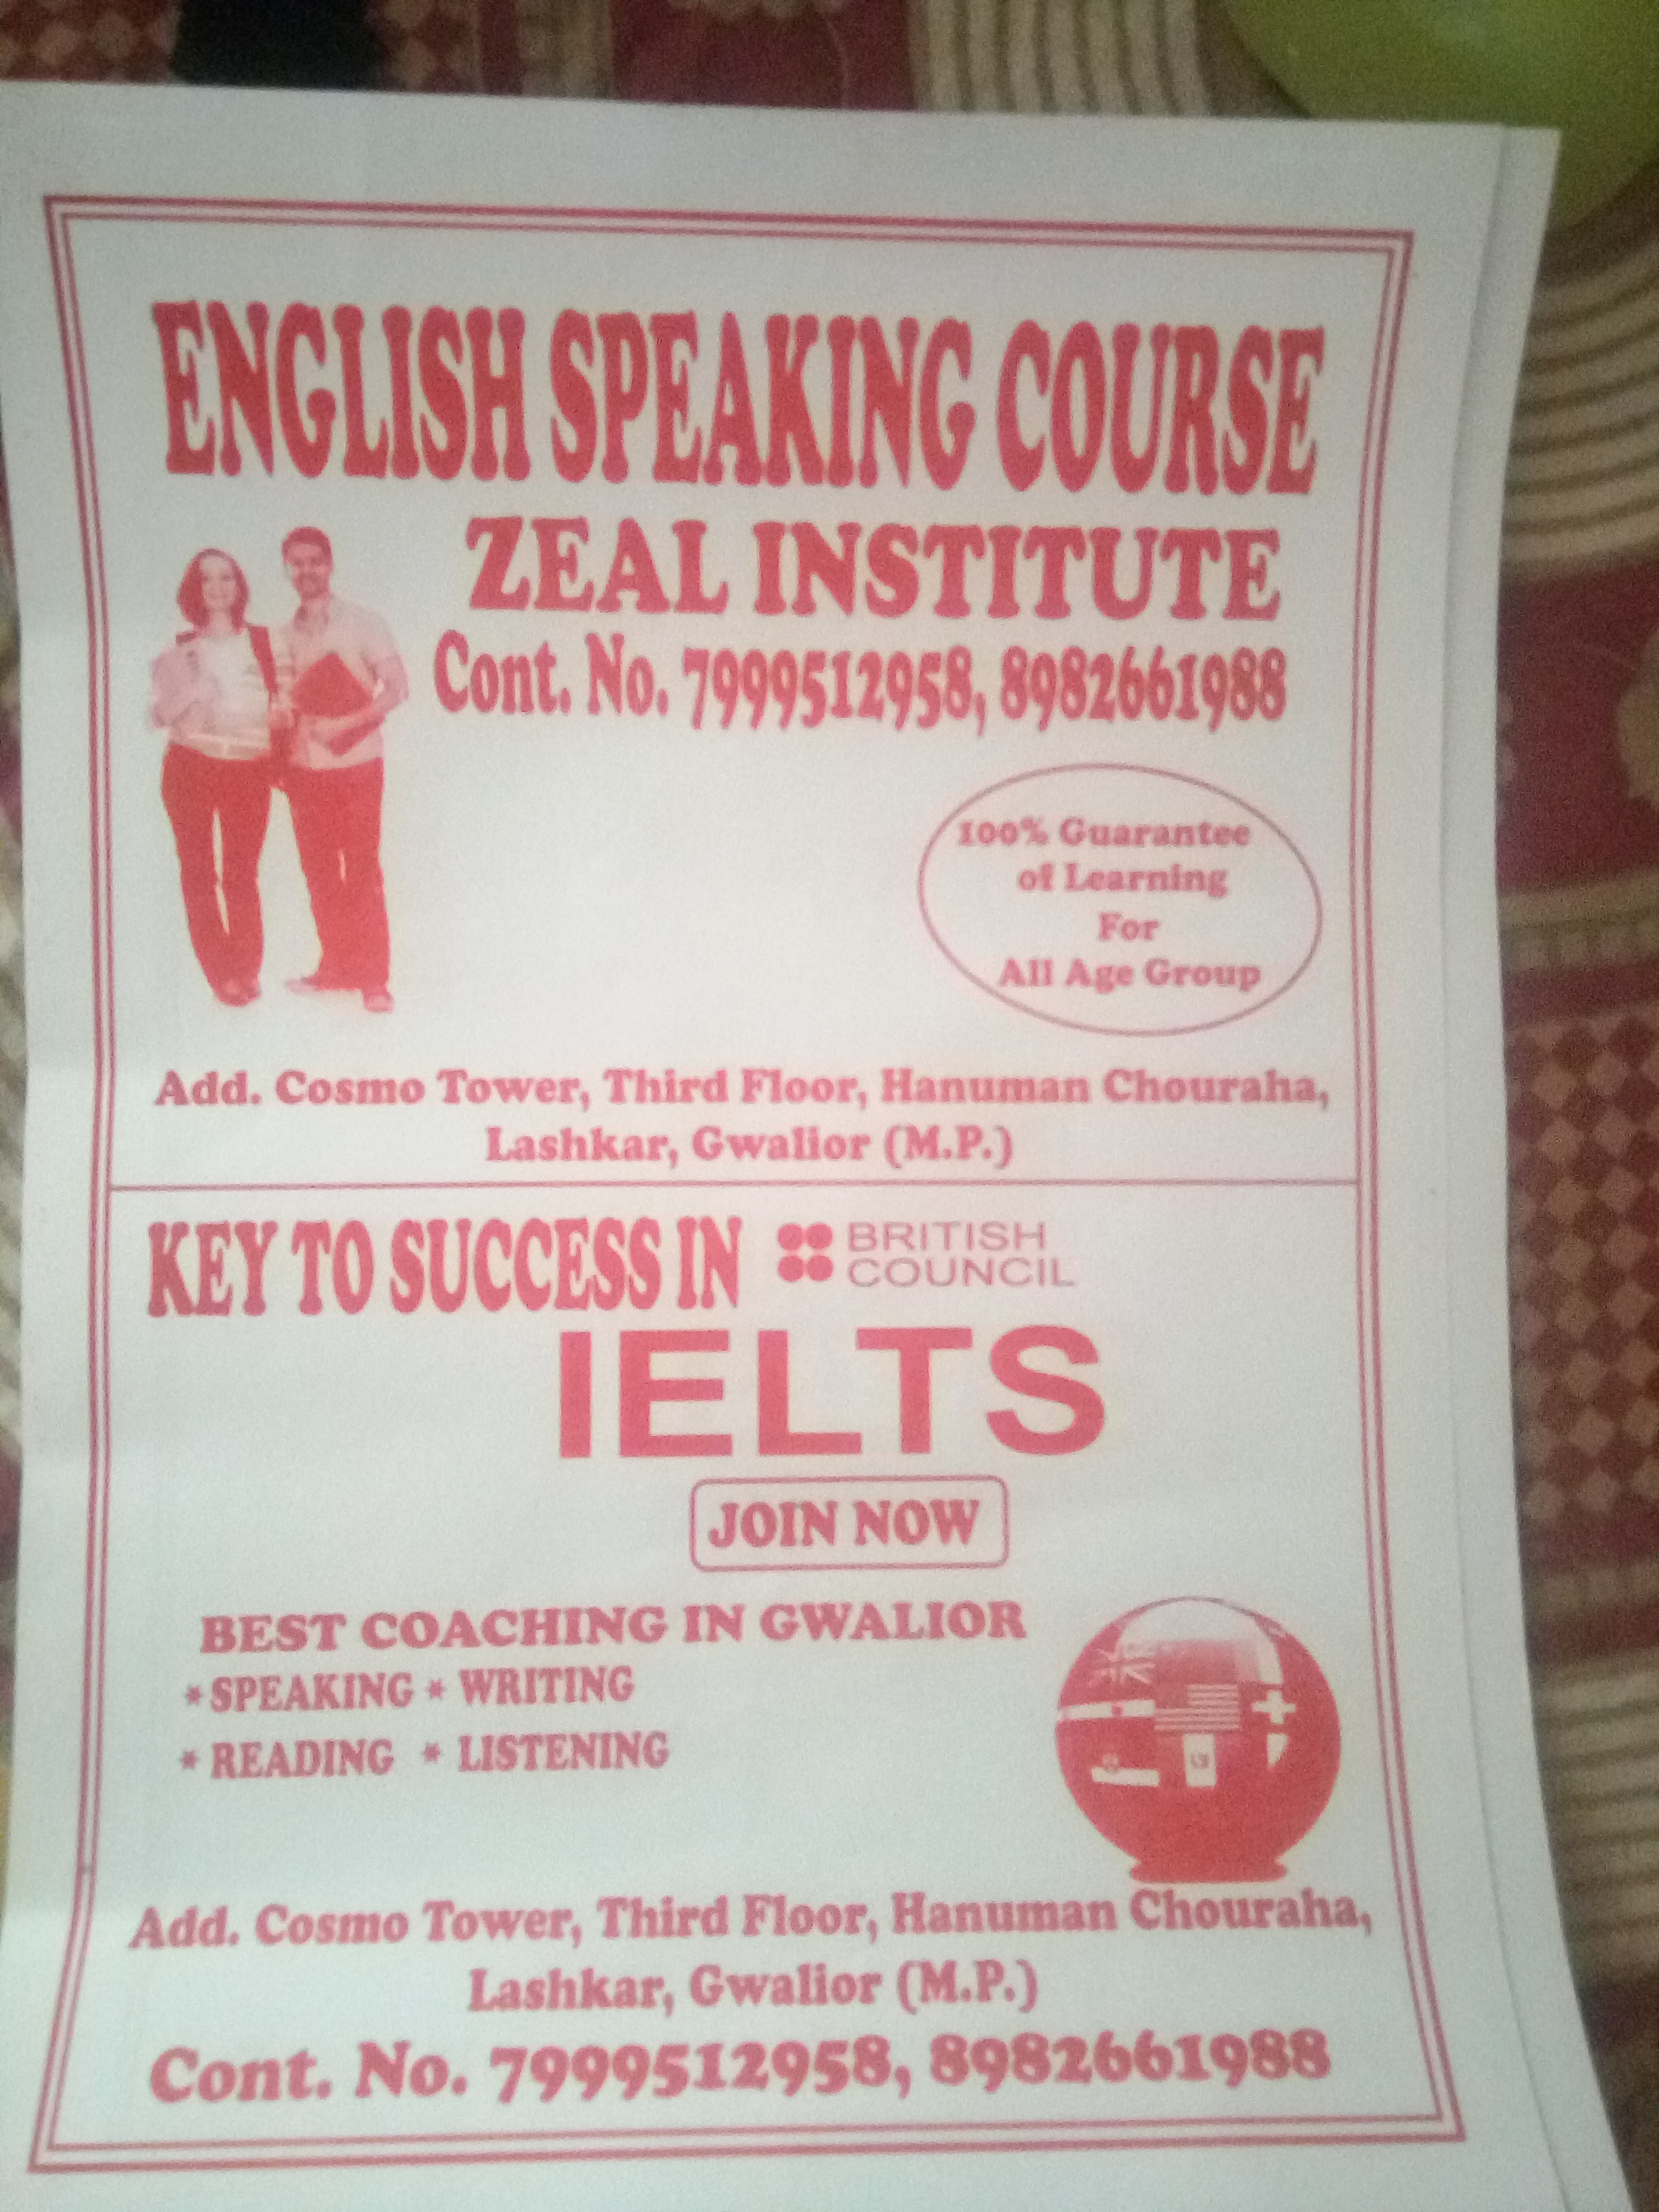 ENGLISH SPEAKING COURSE
ZEAL INSTITUTE
Cont. No. 7999512958, 8982661988
100% Guarantee
of Learning
For
All Age Group
Add. Cosmo Tower, Third Floor, Hanuman Chouraha,
Lashkar, Gwalior (M.P.)
KEY TO SUCCESS IN
BRITISH
COUNCIL
IELTS
JOIN NOW
BEST COACHING IN GWALIOR
* SPEAKING * WRITING
* READING * LISTENING
Add. Cosmo Tower, Third Floor, Hanuman Chouraha,
Lashkar, Gwalior (M.P.)
Cont. No. 7999512958, 8982661988